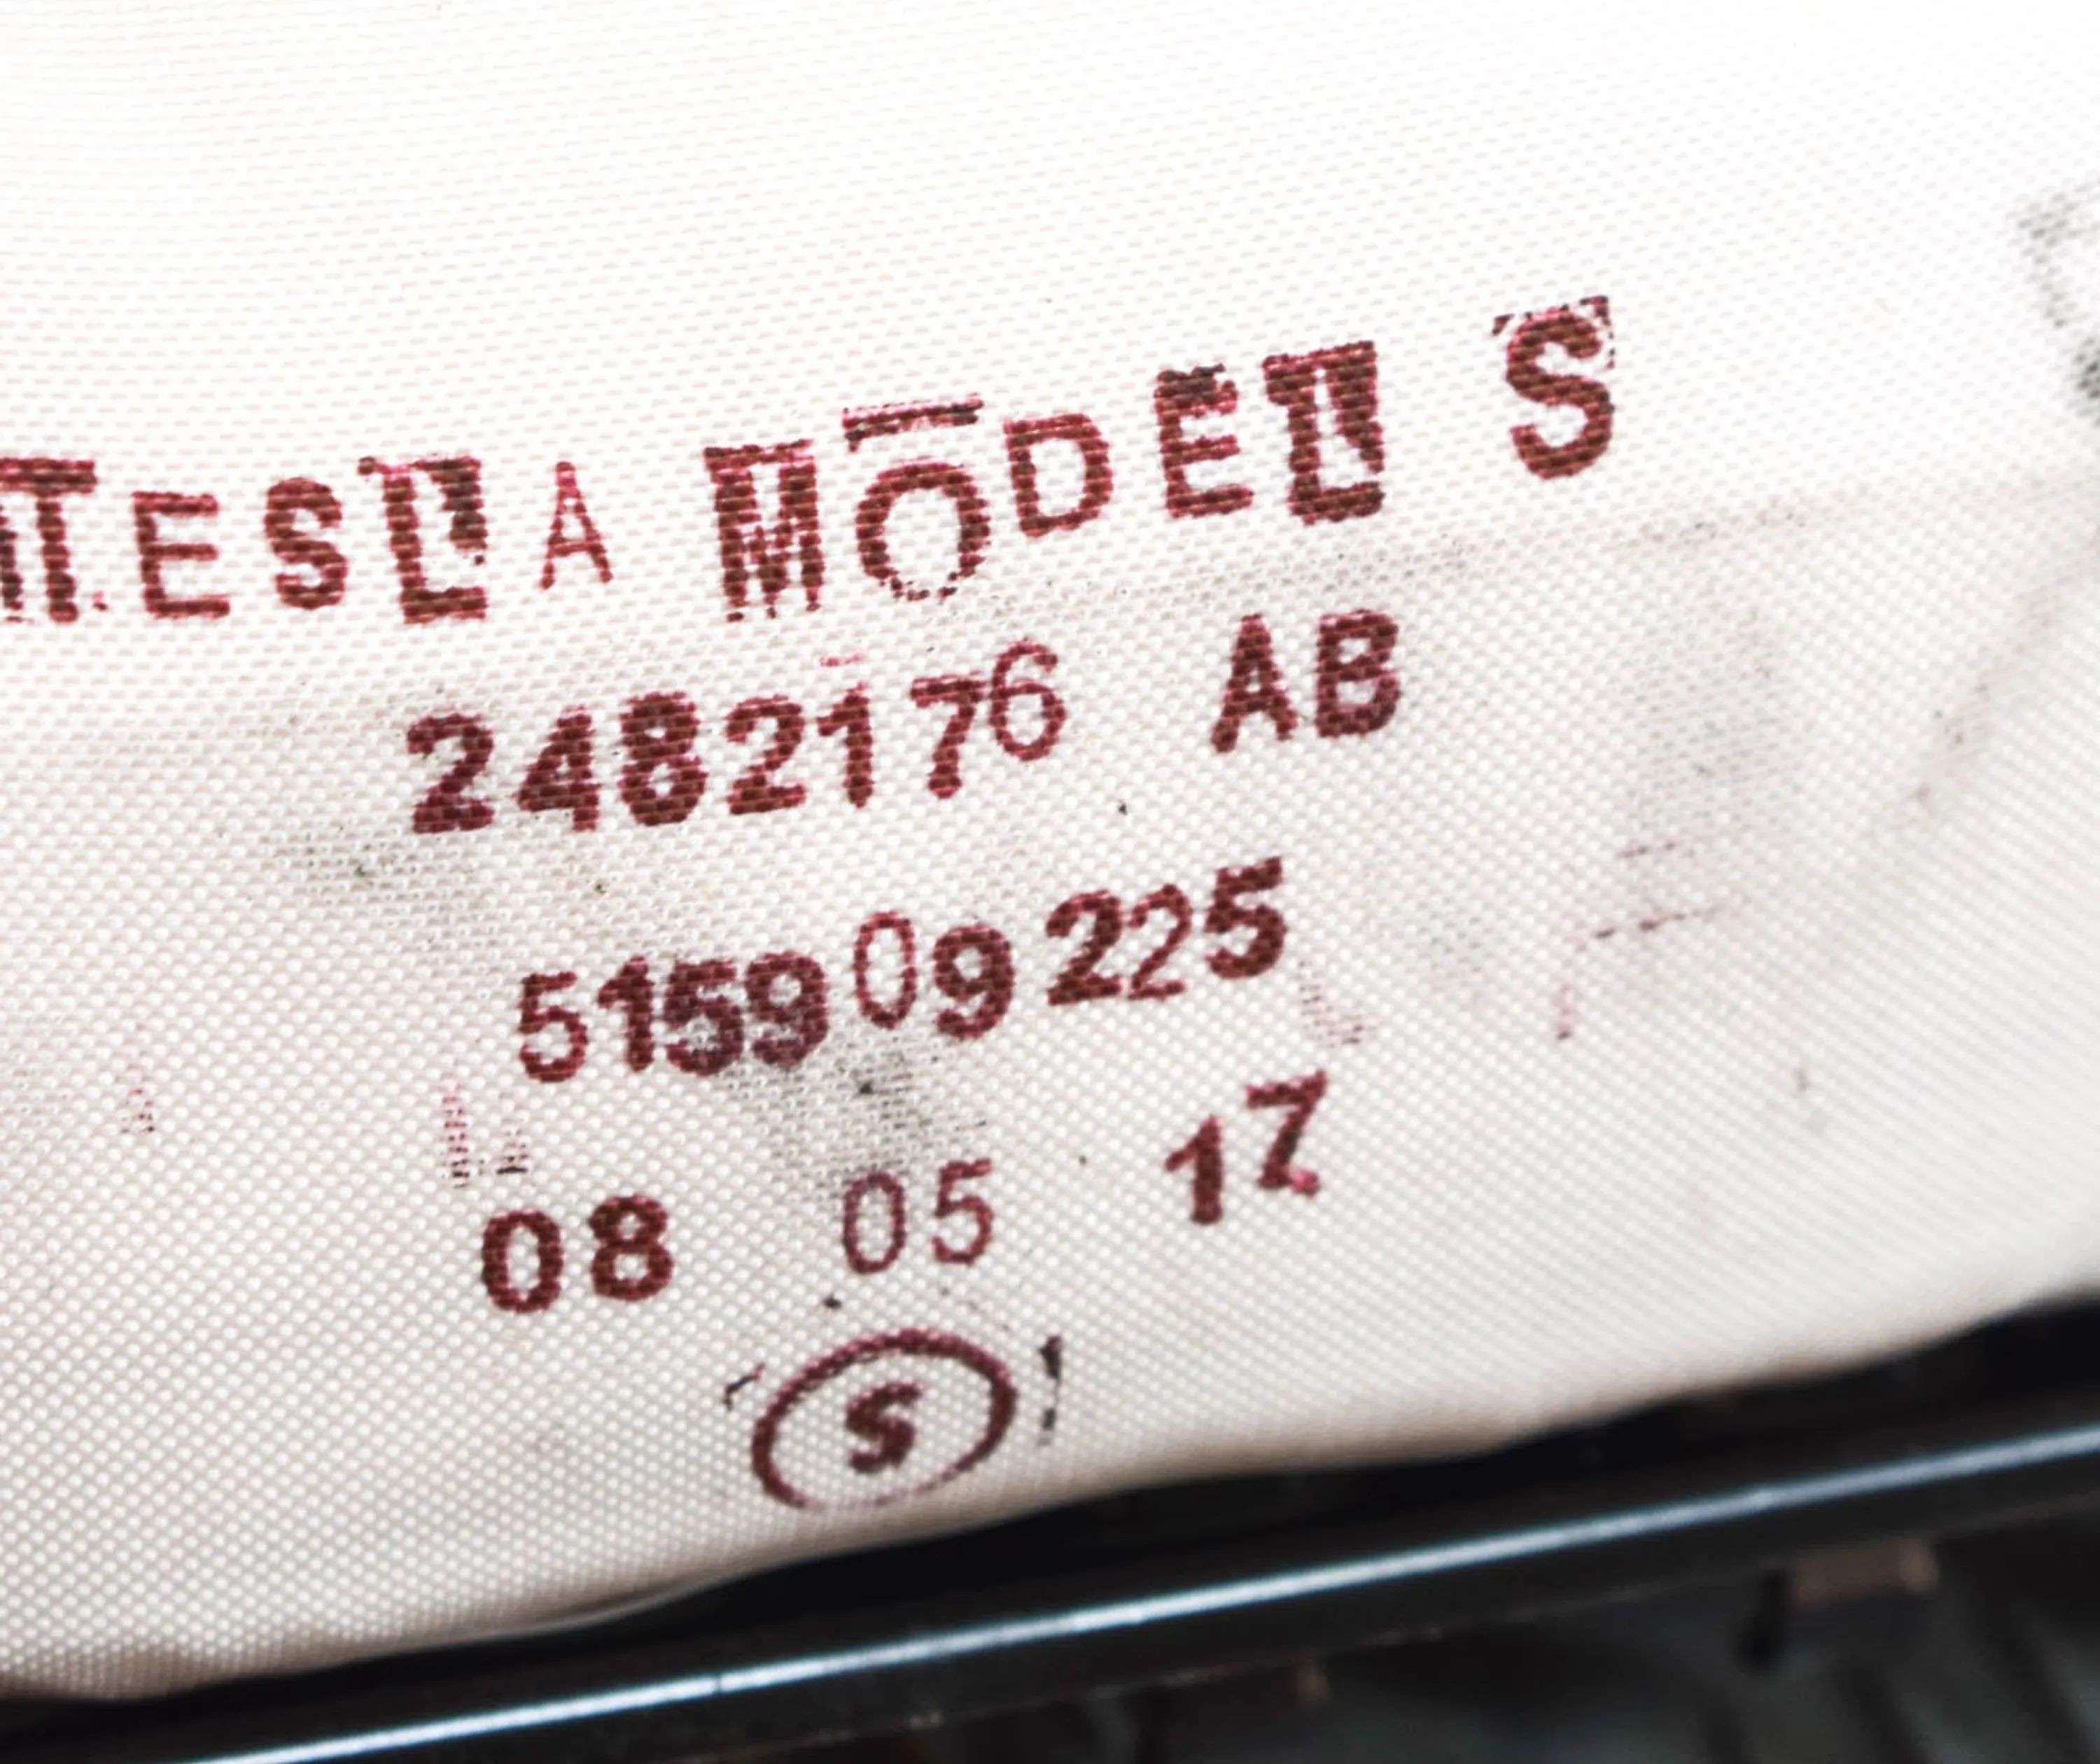 TESLA MODEL S
2482176 AB
515909225
08 05 17
S